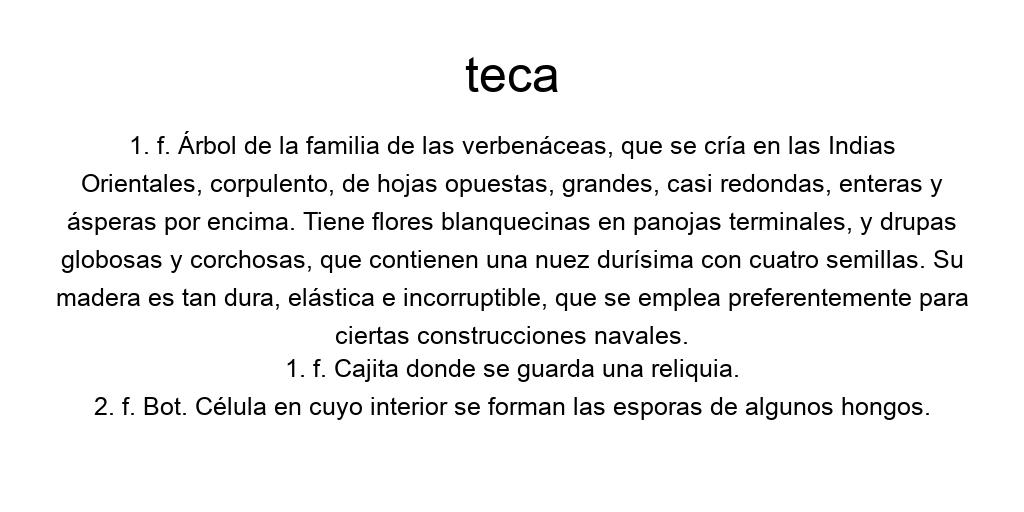 teca
1. f. Árbol de la familia de las verbenáceas, que se cría en las Indias
Orientales, corpulento, de hojas opuestas, grandes, casi redondas, enteras y
ásperas por encima. Tiene flores blanquecinas en panojas terminales, y drupas
globosas y corchosas, que contienen una nuez durísima con cuatro semillas. Su
madera es tan dura, elástica e incorruptible, que se emplea preferentemente para
ciertas construcciones navales.
1. f. Cajita donde se guarda una reliquia.
2. f. Bot. Célula en cuyo interior se forman las esporas de algunos hongos.